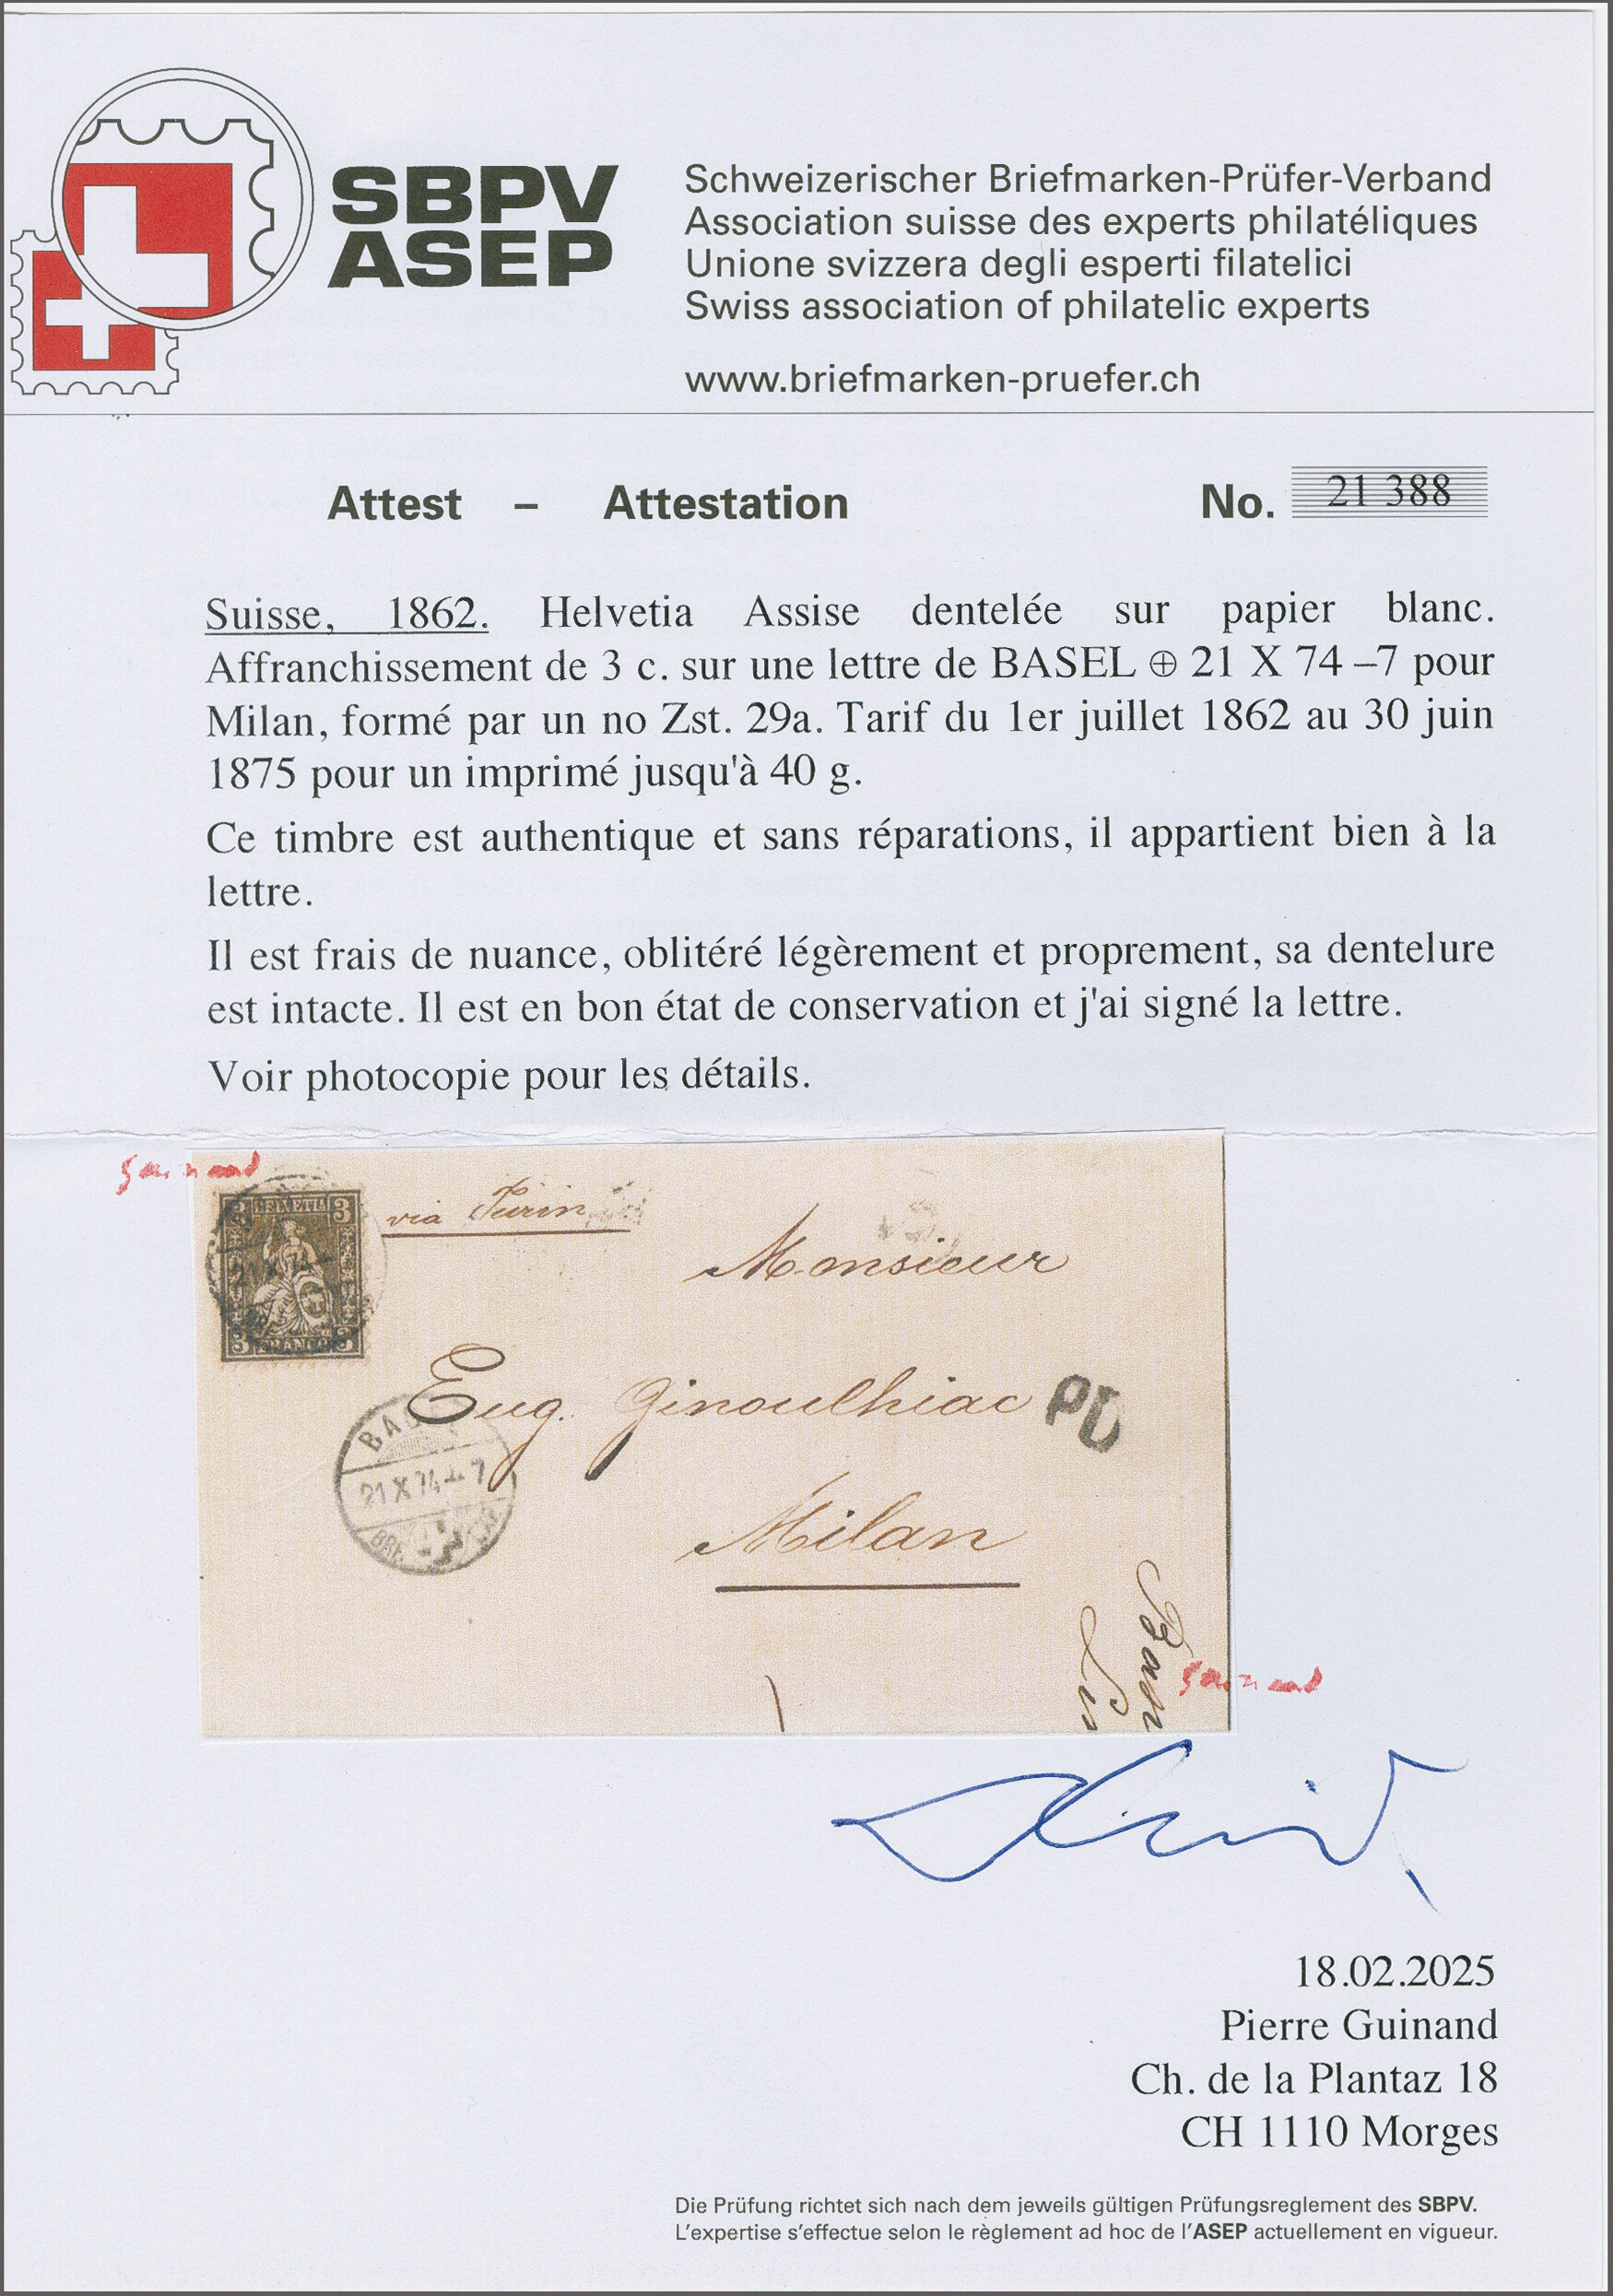 SBPV
ASEP
Schweizerischer Briefmarken-Prüfer-Verband
Association suisse des experts philatéliques
Unione svizzera degli esperti filatelici
Swiss association of philatelic experts
www.briefmarken-pruefer.ch
Attest – Attestation No. 21 388
Suisse, 1862. Helvetia Assise dentelée sur papier blanc.
Affranchissement de 3 c. sur une lettre de BASEL ⊕ 21 X 74 –7 pour
Milan, formé par un no Zst. 29a. Tarif du 1er juillet 1862 au 30 juin
1875 pour un imprimé jusqu'à 40 g.
Ce timbre est authentique et sans réparations, il appartient bien à la
lettre.
Il est frais de nuance, oblitéré légèrement et proprement, sa dentelure
est intacte. Il est en bon état de conservation et j'ai signé la lettre.
Voir photocopie pour les détails.
guinand
3 HELVETIA 3
3 FRANCO 3
via Turin
Monsieur
Eug. Ginoulhiac
PD
21 X 74 7
Milan
guinand
18.02.2025
Pierre Guinand
Ch. de la Plantaz 18
CH 1110 Morges
Die Prüfung richtet sich nach dem jeweils gültigen Prüfungsreglement des SBPV.
L'expertise s'effectue selon le règlement ad hoc de l'ASEP actuellement en vigueur.